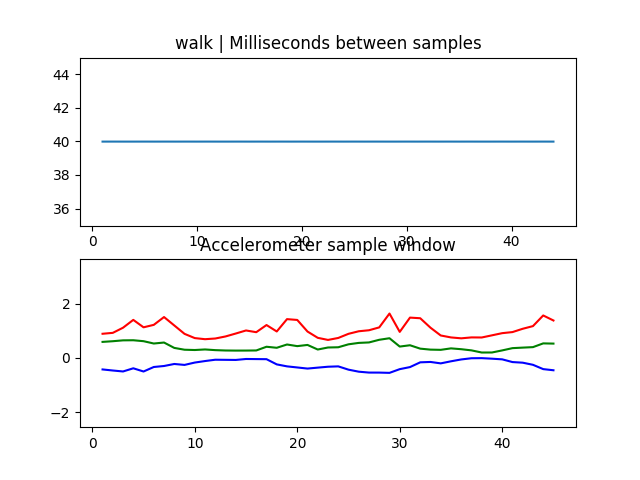 walk | Milliseconds between samples
44
42
40
38
36
0 10 20 30 40
Accelerometer sample window
2
0
−2
0 10 20 30 40